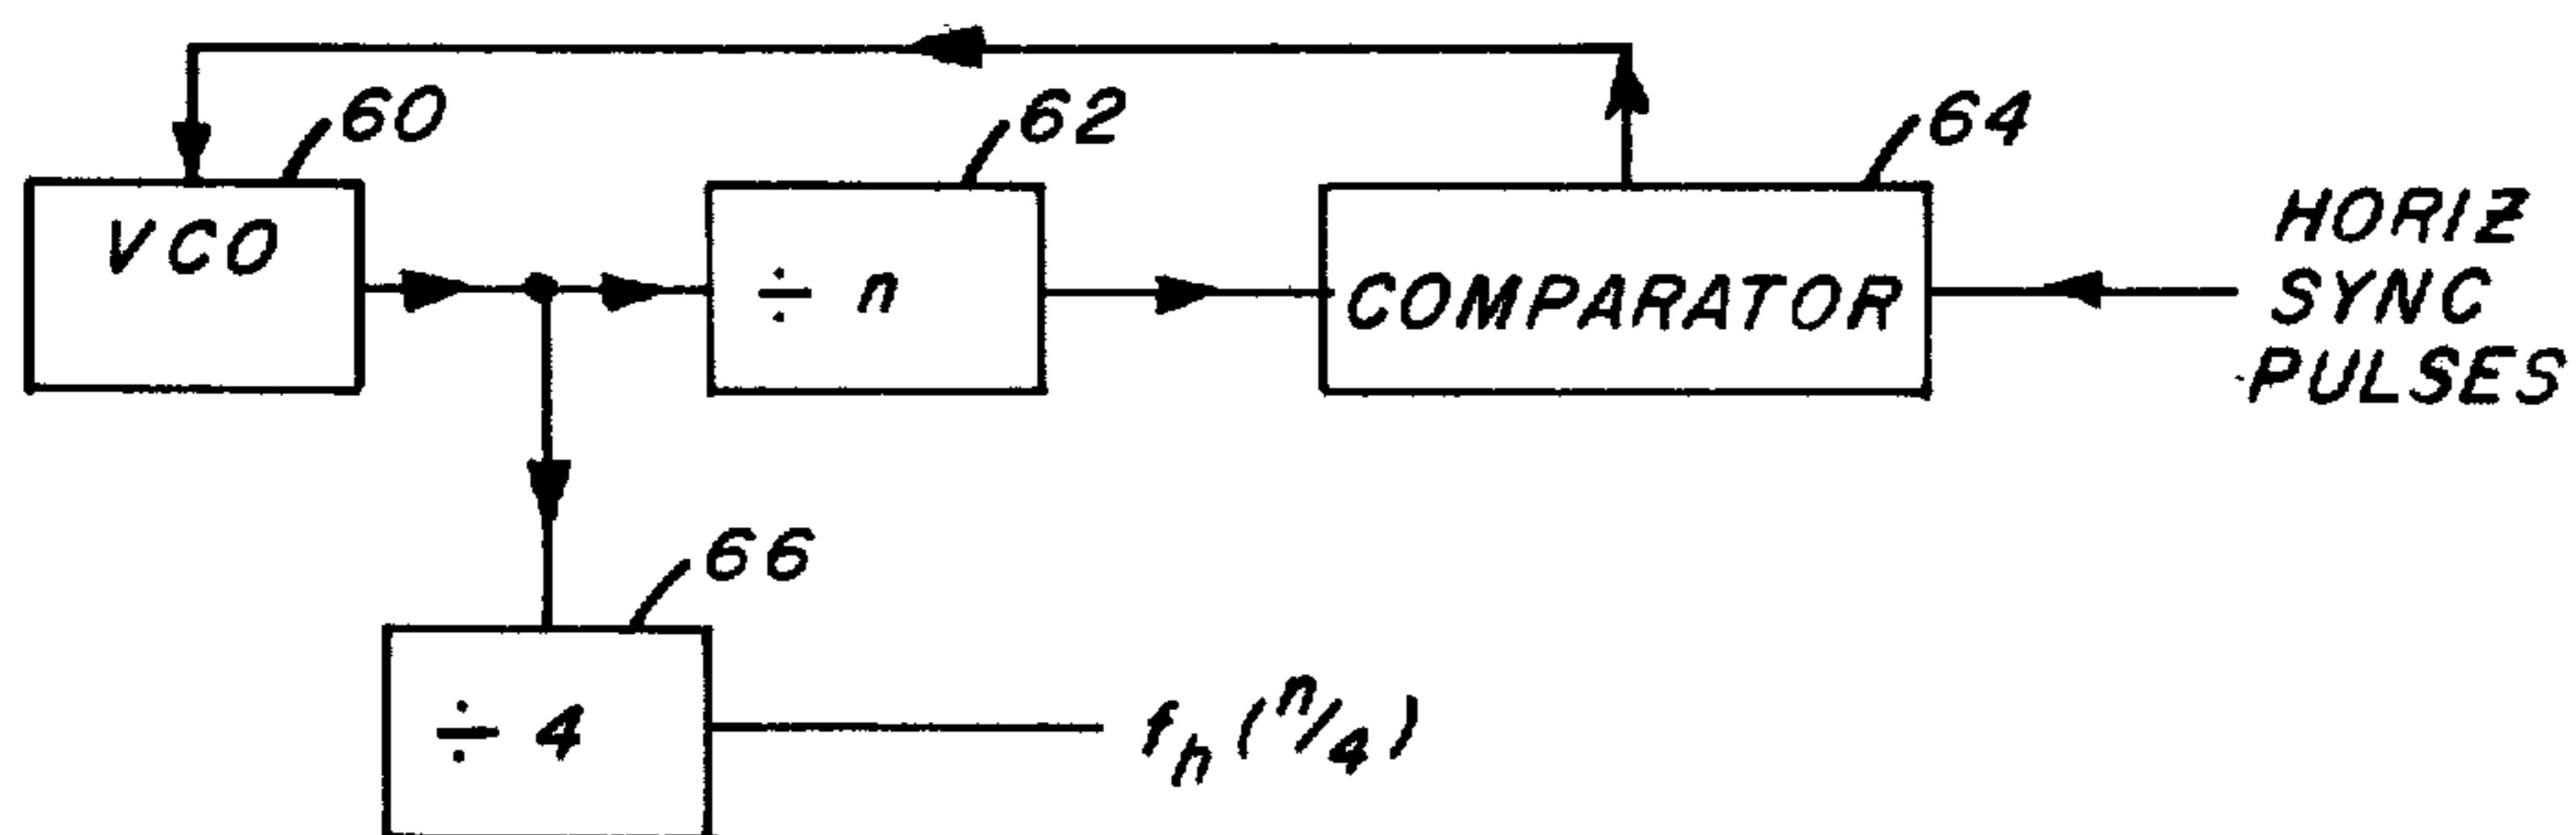 60
62
64
VCO
÷ n
COMPARATOR
HORIZ
SYNC
PULSES
66
÷ 4
fh (n/4)